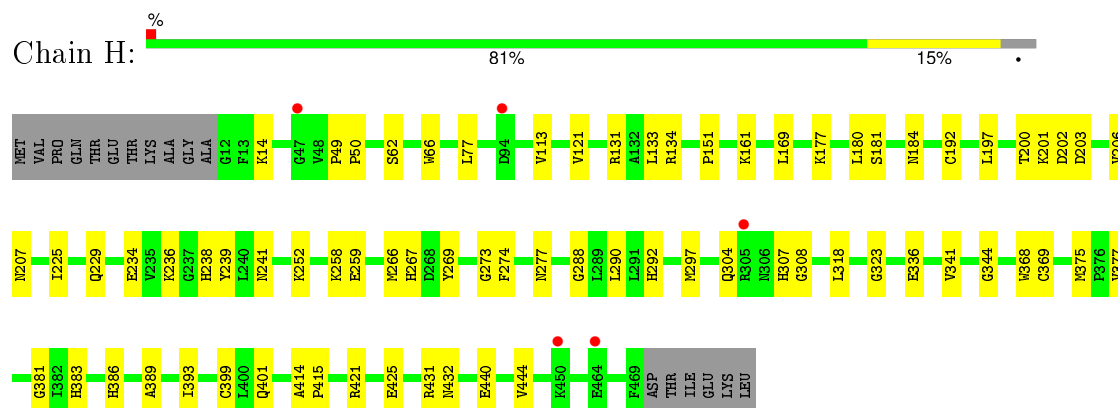 %
Chain H:
81% 15% •
MET VAL PRO GLN THR GLU THR LYS ALA GLY ALA G12 F13 K14 G47 V48 P49 P50 S62 W66 L77 D94 V113 V121 R131 A132 L133 R134 P151 K161 L169 K177 L180 S181 N184 C192 L197 T200 K201 D202 D203
N207 I225 Q229 E234 V235 K236 G237 H238 Y239 L240 N241 K252 K258 E259 M266 H267 D268 Y269 G273 F274 N277 G288 L289 L290 L291 H292 M297 Q304 R305 N306 H307 G308 L318 G323 E336 V341 G344 W368 C369 M375 P376
G381 I382 H383 H386 A389 I393 C399 L400 Q401 A414 P415 R421 E425 R431 N432 E440 V444 K450 E464 F469 ASP THR ILE GLU LYS LEU